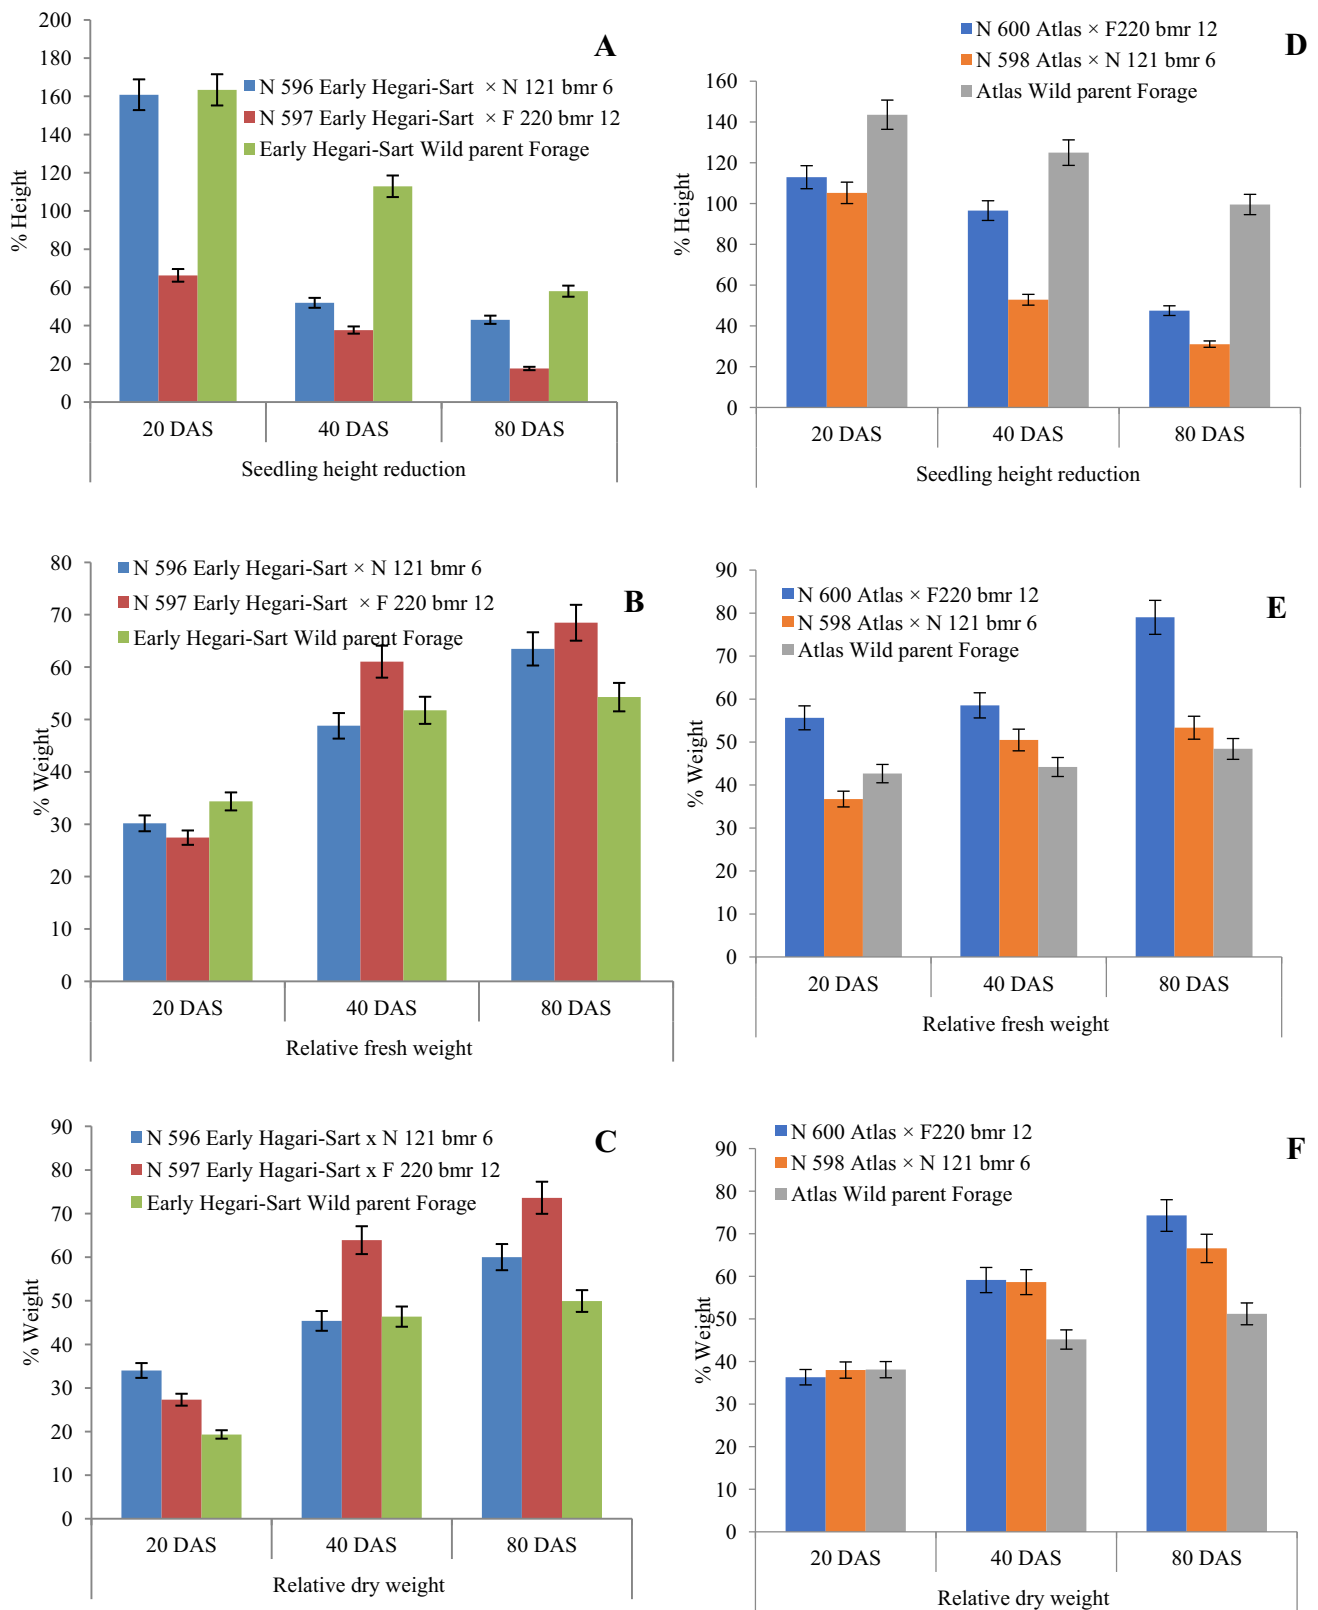 A
N 596 Early Hegari-Sart × N 121 bmr 6
N 597 Early Hegari-Sart × F 220 bmr 12
Early Hegari-Sart Wild parent Forage
% Height
200
180
160
140
120
100
80
60
40
20
0
20 DAS
40 DAS
80 DAS
Seedling height reduction
D
N 600 Atlas × F220 bmr 12
N 598 Atlas × N 121 bmr 6
Atlas Wild parent Forage
% Height
160
140
120
100
80
60
40
20
0
20 DAS
40 DAS
80 DAS
Seedling height reduction
B
N 596 Early Hegari-Sart × N 121 bmr 6
N 597 Early Hegari-Sart × F 220 bmr 12
Early Hegari-Sart Wild parent Forage
% Weight
80
70
60
50
40
30
20
10
0
20 DAS
40 DAS
80 DAS
Relative fresh weight
E
N 600 Atlas × F220 bmr 12
N 598 Atlas × N 121 bmr 6
Atlas Wild parent Forage
% Weight
90
80
70
60
50
40
30
20
10
0
20 DAS
40 DAS
80 DAS
Relative fresh weight
C
N 596 Early Hagari-Sart x N 121 bmr 6
N 597 Early Hagari-Sart x F 220 bmr 12
Early Hegari-Sart Wild parent Forage
% Weight
90
80
70
60
50
40
30
20
10
0
20 DAS
40 DAS
80 DAS
Relative dry weight
F
N 600 Atlas × F220 bmr 12
N 598 Atlas × N 121 bmr 6
Atlas Wild parent Forage
% Weight
90
80
70
60
50
40
30
20
10
0
20 DAS
40 DAS
80 DAS
Relative dry weight